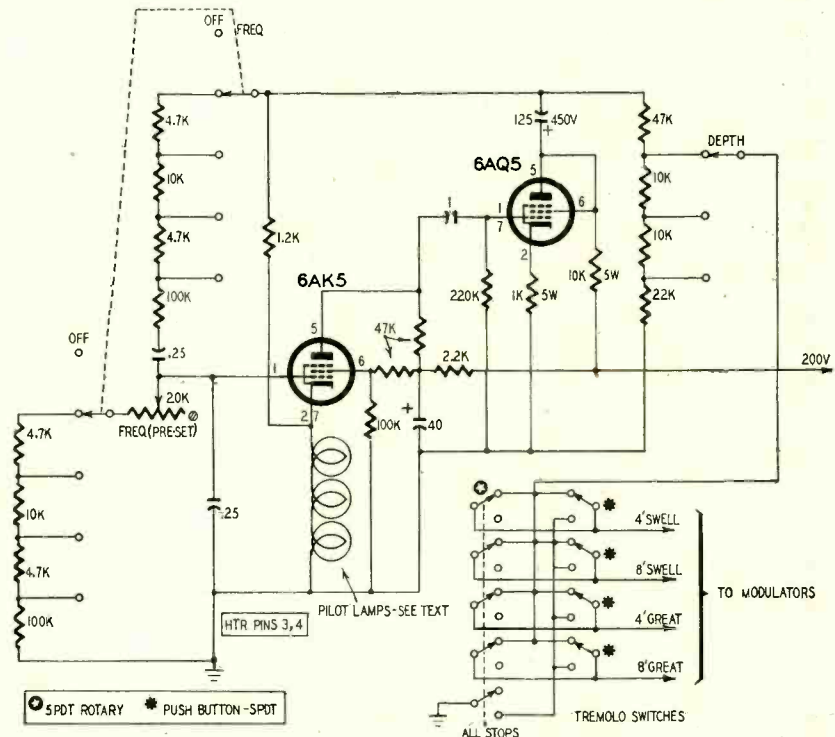 OFF
FREQ
4.7K
10K
4.7K
100K
.25
OFF
1
20K
FREQ(PRE-SET)
4.7K
10K
4.7K
100K
.25
1.2K
6AK5
5
6
2 7
47K
100K
2.2K
40
+
PILOT LAMPS-SEE TEXT
HTR PINS 3,4
.1
220K
6AQ5
125 450V
+
5
1
7
6
2
1K 5W
10K 5W
47K
10K
10K
22K
DEPTH
200V
4' SWELL
8' SWELL
4' GREAT
8' GREAT
TO MODULATORS
TREMOLO SWITCHES
ALL STOPS
SPDT ROTARY
PUSH BUTTON-SPDT